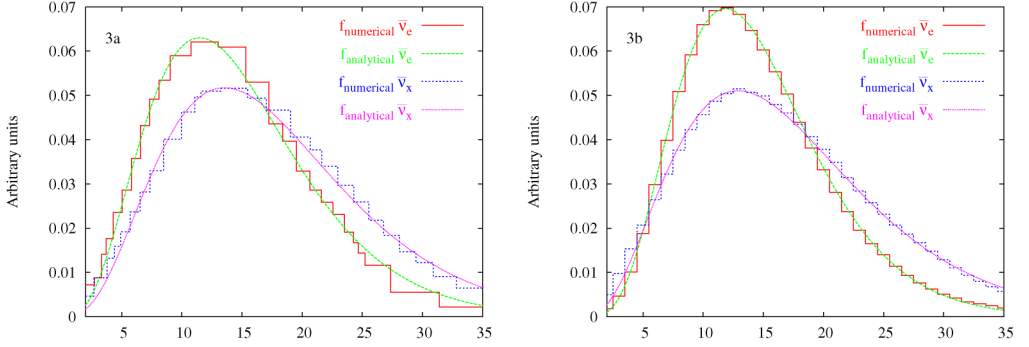 0.07
0.06
0.05
0.04
0.03
0.02
0.01
0
Arbitrary units
3a
f_numerical ν̅_e
f_analytical ν̅_e
f_numerical ν̅_x
f_analytical ν̅_x
5 10 15 20 25 30 35
0.07
0.06
0.05
0.04
0.03
0.02
0.01
0
Arbitrary units
3b
f_numerical ν̅_e
f_analytical ν̅_e
f_numerical ν̅_x
f_analytical ν̅_x
5 10 15 20 25 30 35